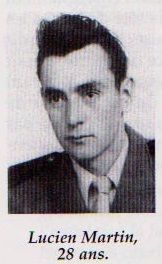 Lucien Martin,
28 ans.